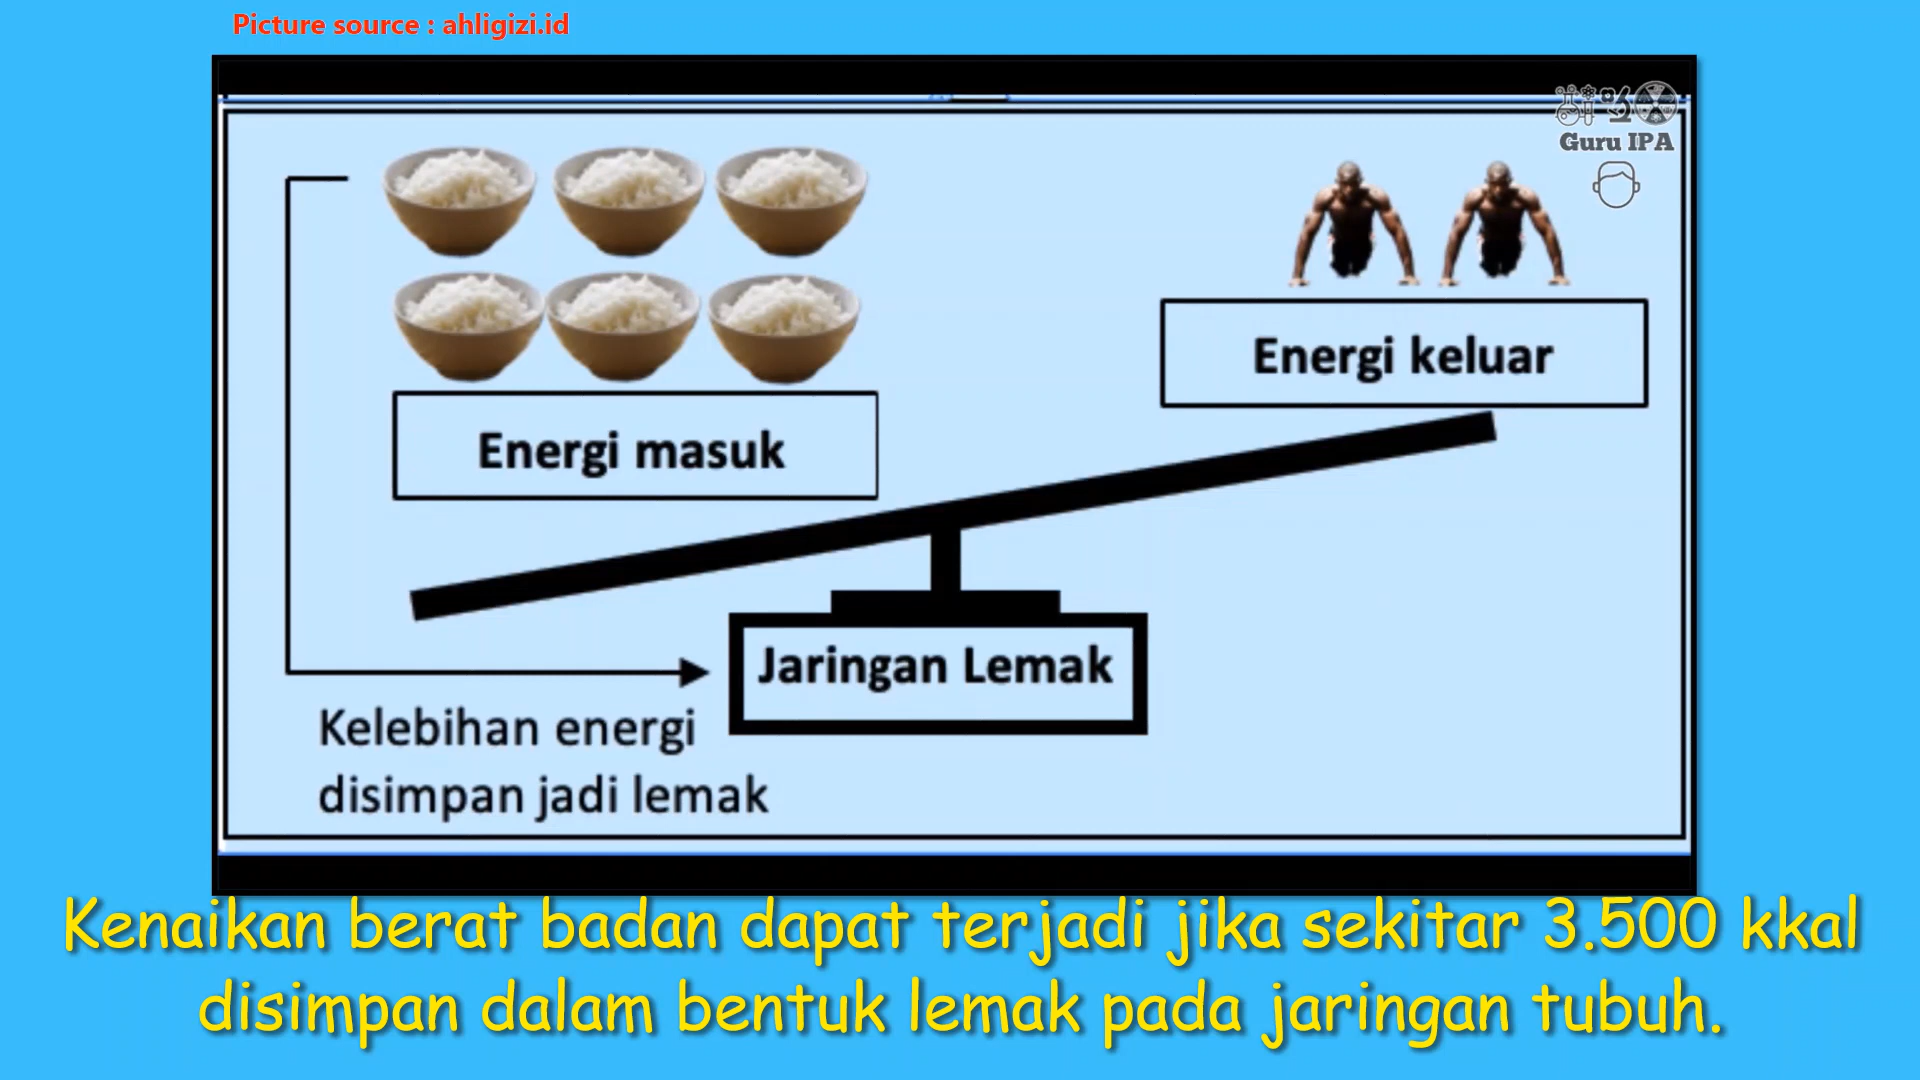 Picture source : ahligizi.id
Guru IPA
Energi keluar
Energi masuk
Jaringan Lemak
Kelebihan energi
disimpan jadi lemak
Kenaikan berat badan dapat terjadi jika sekitar 3.500 kkal
disimpan dalam bentuk lemak pada jaringan tubuh.